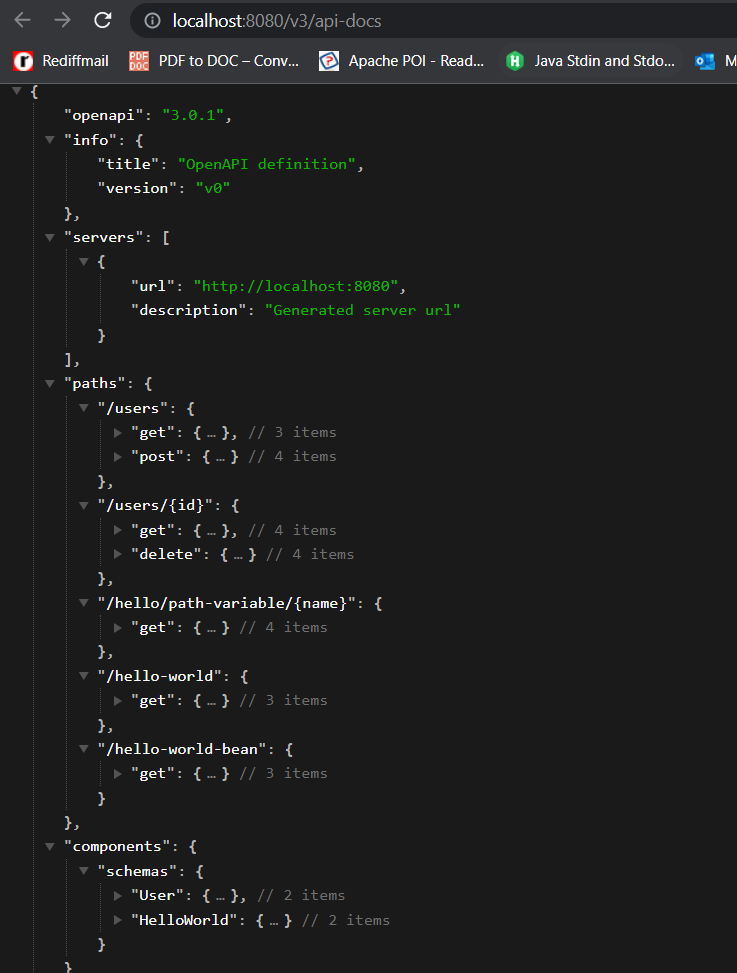 localhost:8080/v3/api-docs
Rediffmail PDF to DOC – Conv... Apache POI - Read... Java Stdin and Stdo... M
{
"openapi": "3.0.1",
"info": {
"title": "OpenAPI definition",
"version": "v0"
},
"servers": [
{
"url": "http://localhost:8080",
"description": "Generated server url"
}
],
"paths": {
"/users": {
"get": { … }, // 3 items
"post": { … } // 4 items
},
"/users/{id}": {
"get": { … }, // 4 items
"delete": { … } // 4 items
},
"/hello/path-variable/{name}": {
"get": { … } // 4 items
},
"/hello-world": {
"get": { … } // 3 items
},
"/hello-world-bean": {
"get": { … } // 3 items
}
},
"components": {
"schemas": {
"User": { … }, // 2 items
"HelloWorld": { … } // 2 items
}
}